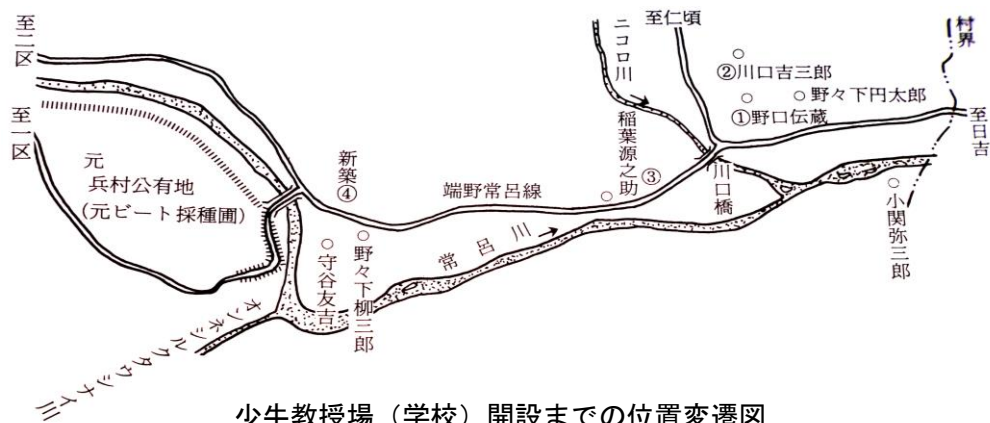 至二区
至一区
元
兵村公有地
(元ビート採種圃)
新築④
端野常呂線
ニコロ川
→
至仁頃
②川口吉三郎
野々下円太郎
①野口伝蔵
村界
至日吉
稲葉源之助
③
川口橋
小関弥三郎
常呂川→
野々下柳三郎
守谷友吉
オンネシルクタウシナイ川
少牛教授場(学校)開設までの位置変遷図